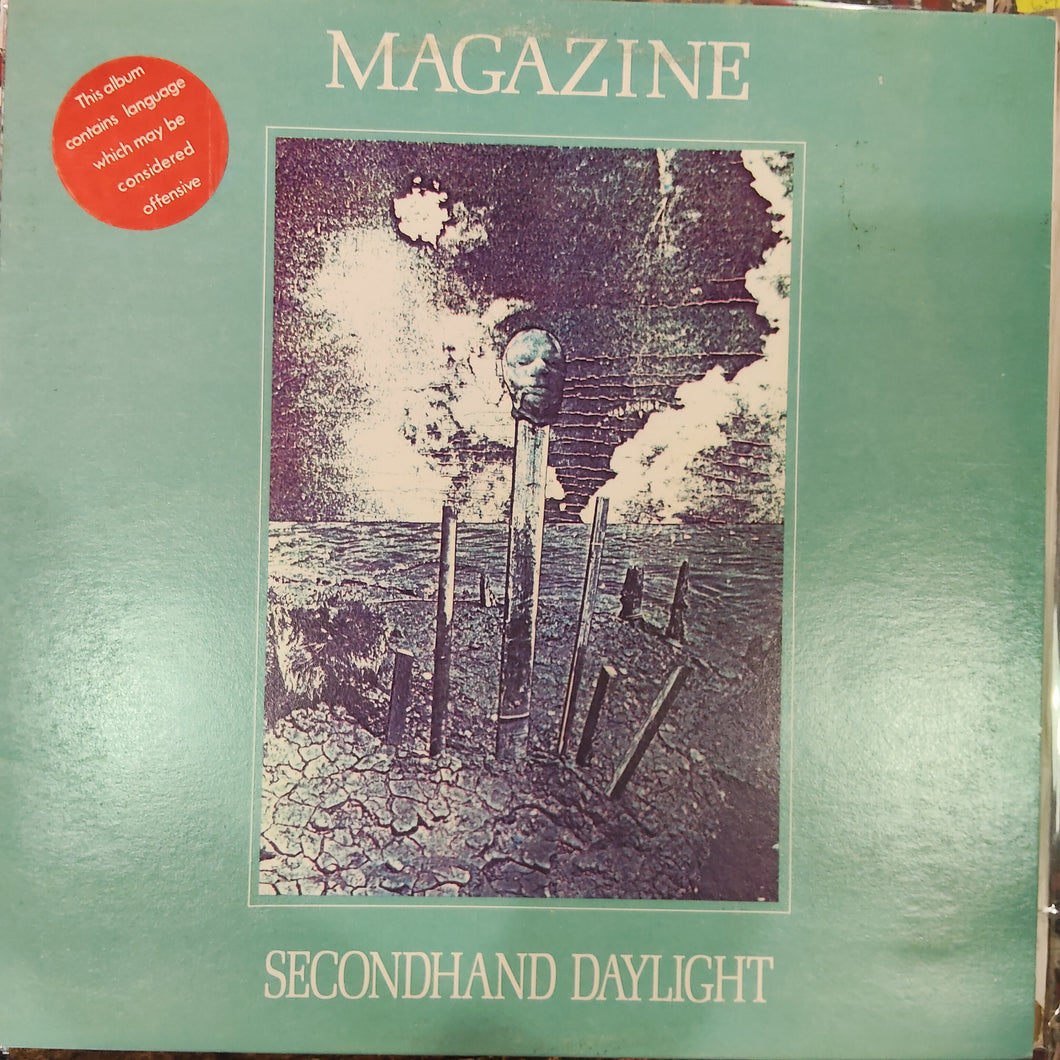 MAGAZINE
This album
contains language
which may be
considered
offensive
SECONDHAND DAYLIGHT